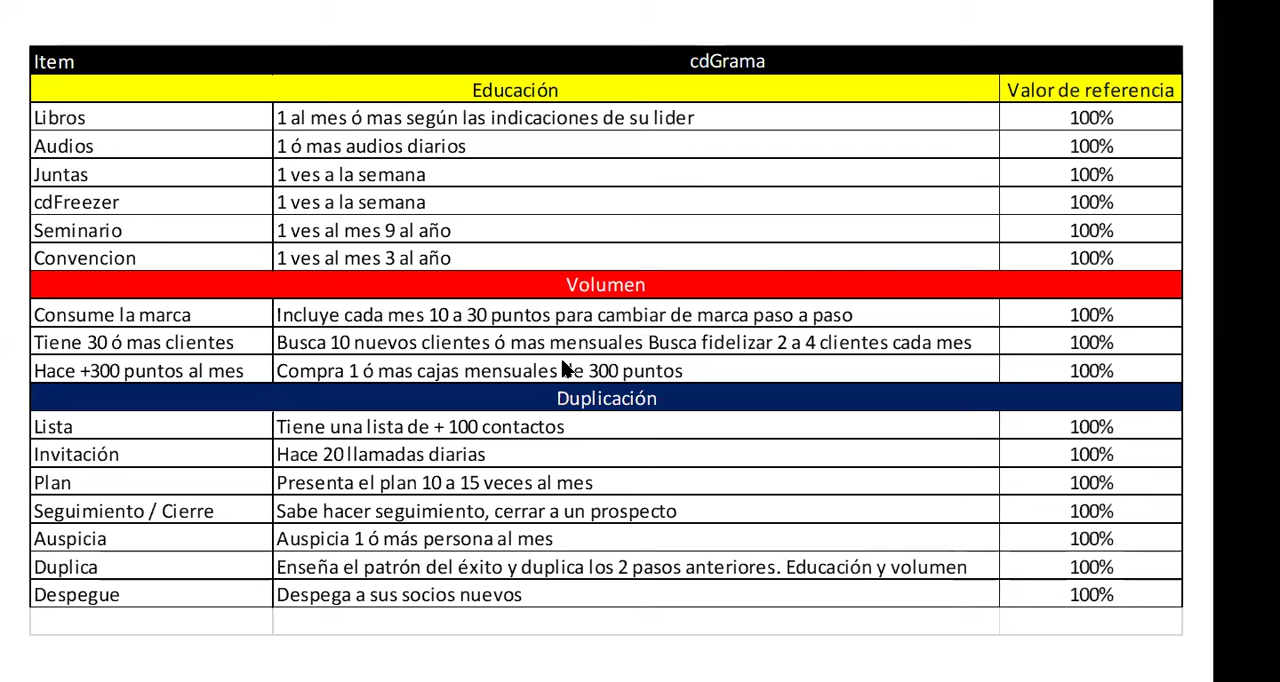 Item cdGrama
Educación Valor de referencia
Libros 1 al mes ó mas según las indicaciones de su lider 100%
Audios 1 ó mas audios diarios 100%
Juntas 1 ves a la semana 100%
cdFreezer 1 ves a la semana 100%
Seminario 1 ves al mes 9 al año 100%
Convencion 1 ves al mes 3 al año 100%
Volumen
Consume la marca Incluye cada mes 10 a 30 puntos para cambiar de marca paso a paso 100%
Tiene 30 ó mas clientes Busca 10 nuevos clientes ó mas mensuales Busca fidelizar 2 a 4 clientes cada mes 100%
Hace +300 puntos al mes Compra 1 ó mas cajas mensuales de 300 puntos 100%
Duplicación
Lista Tiene una lista de + 100 contactos 100%
Invitación Hace 20 llamadas diarias 100%
Plan Presenta el plan 10 a 15 veces al mes 100%
Seguimiento / Cierre Sabe hacer seguimiento, cerrar a un prospecto 100%
Auspicia Auspicia 1 ó más persona al mes 100%
Duplica Enseña el patrón del éxito y duplica los 2 pasos anteriores. Educación y volumen 100%
Despegue Despega a sus socios nuevos 100%